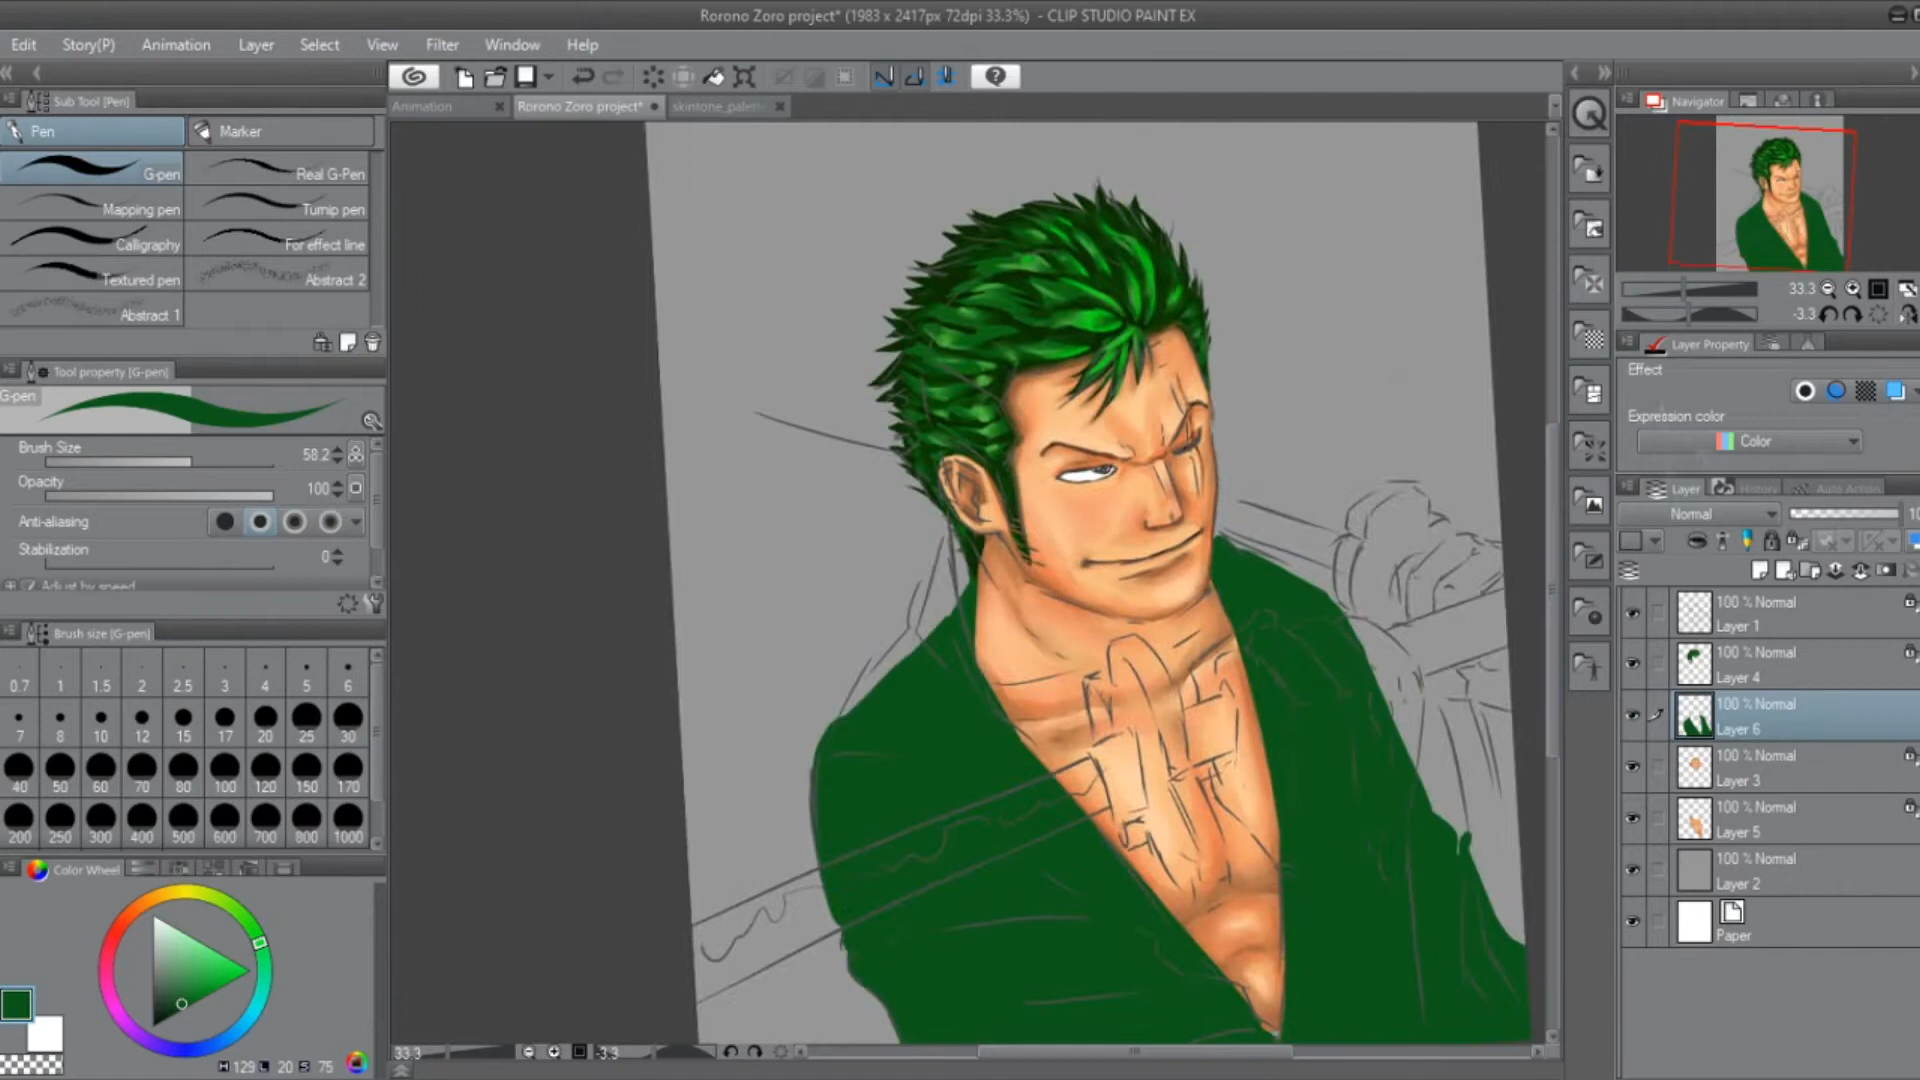 Rorono Zoro project* (1983 x 2417px 72dpi 33.3%)  - CLIP STUDIO PAINT EX
Edit Story(P) Animation Layer Select View Filter Window Help
Sub Tool [Pen]
Pen Marker
G-pen Real G-Pen
Mapping pen Turnip pen
Calligraphy For effect line
Textured pen Abstract 2
Abstract 1
Tool property [G-pen]
G-pen
Brush Size 58.2
Opacity 100
Anti-aliasing
Stabilization 0
Adjust by speed
Brush size [G-pen]
0.7 1 1.5 2 2.5 3 4 5 6
7 8 10 12 15 17 20 25 30
40 50 60 70 80 100 120 150 170
200 250 300 400 500 600 700 800 1000
Color Wheel
H 129 L 20 S 75
Animation Rorono Zoro project* skintone_palett
33.3 -3.3
Navigator
33.3
-3.3
Layer Property
Effect
Expression color
Color
Layer History Auto Action
Normal 10
100 % Normal
Layer 1
100 % Normal
Layer 4
100 % Normal
Layer 6
100 % Normal
Layer 3
100 % Normal
Layer 5
100 % Normal
Layer 2
Paper